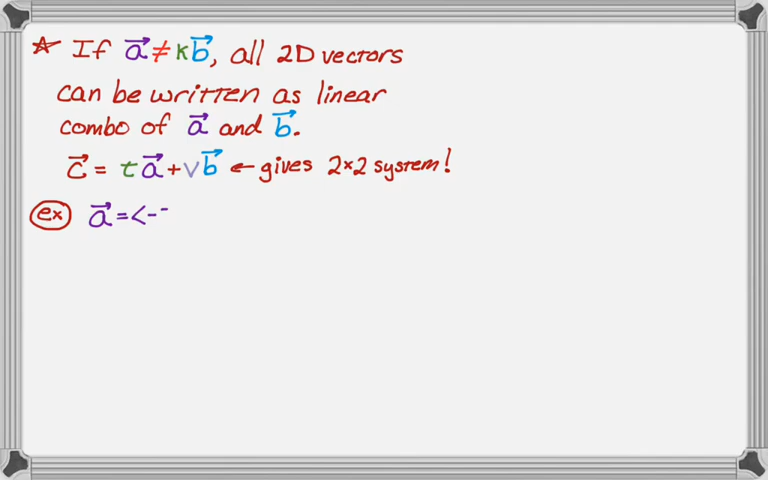 ☆ If a⃗ ≠ Kb⃗, all 2D vectors
can be written as linear
combo of a⃗ and b⃗.
c⃗ = ta⃗ + vb⃗ ← gives 2×2 system!
ex a⃗ = <-